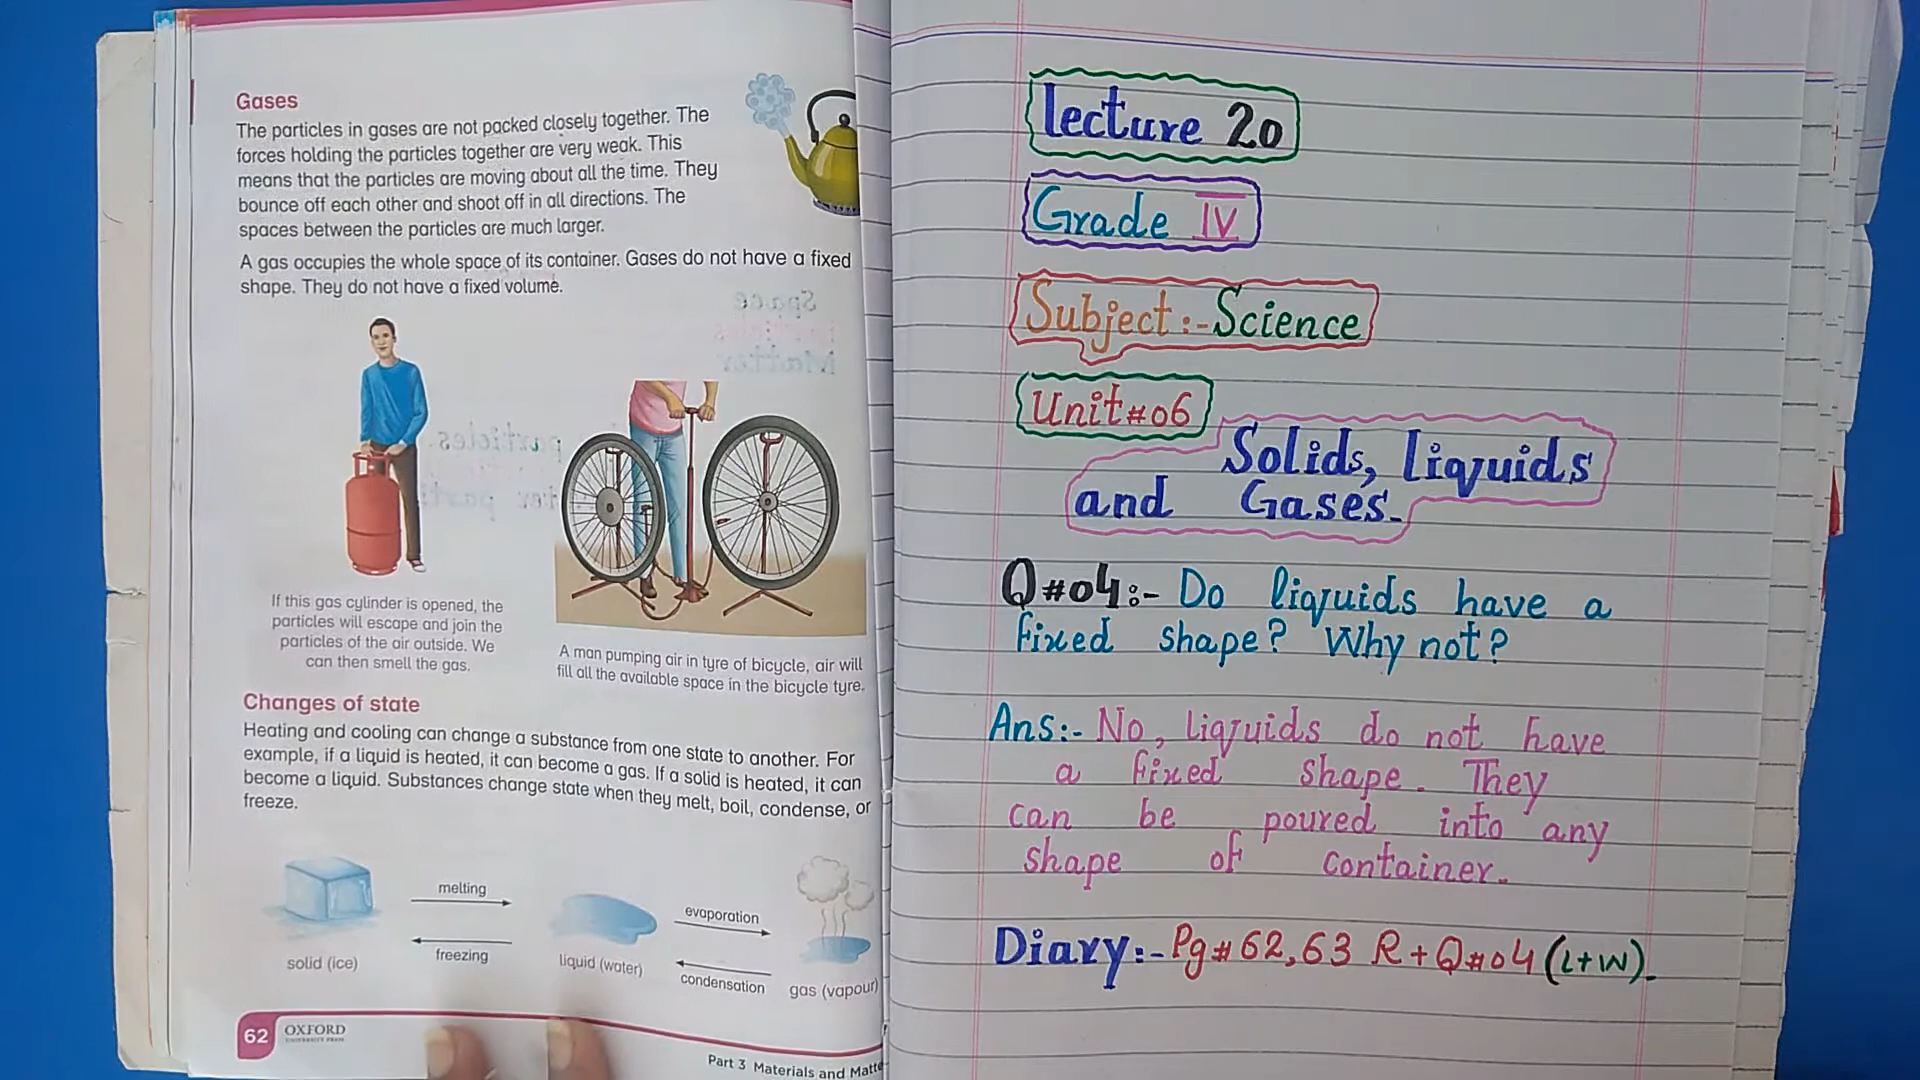 Gases
The particles in gases are not packed closely together. The
forces holding the particles together are very weak. This
means that the particles are moving about all the time. They
bounce off each other and shoot off in all directions. The
spaces between the particles are much larger.
A gas occupies the whole space of its container. Gases do not have a fixed
shape. They do not have a fixed volume.
If this gas cylinder is opened, the
particles will escape and join the
particles of the air outside. We
can then smell the gas.
A man pumping air in tyre of bicycle, air will
fill all the available space in the bicycle tyre.
Changes of state
Heating and cooling can change a substance from one state to another. For
example, if a liquid is heated, it can become a gas. If a solid is heated, it can
become a liquid. Substances change state when they melt, boil, condense, or
freeze.
melting
evaporation
freezing
condensation
solid (ice)
liquid (water)
gas (vapour)
62
OXFORD
UNIVERSITY PRESS
Part 3 Materials and Matte
Lecture 20
Grade IV
Subject:-Science
Unit#06
Solids, liquids
and Gases.
Q#04:- Do liquids have a
fixed shape? Why not?
Ans:- No, liquids do not have
a fixed shape. They
can be poured into any
shape of container.
Diary:-Pg#62,63 R+Q#04(L+W).